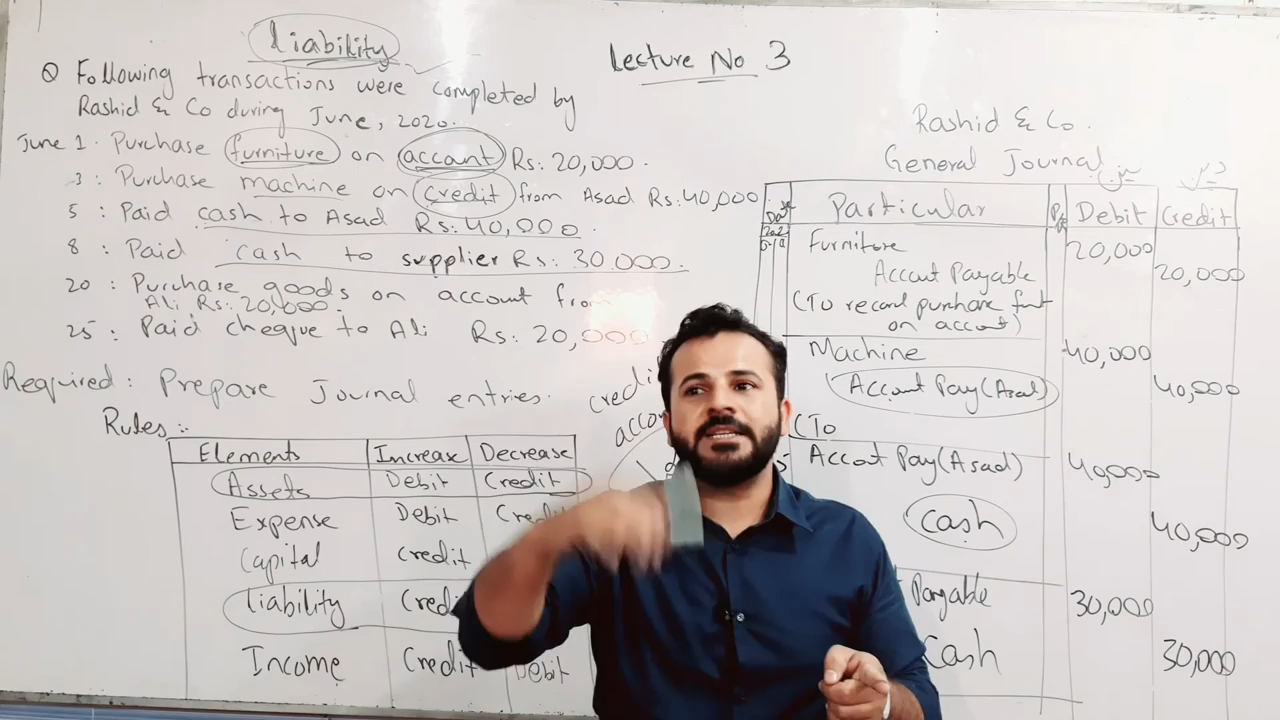 liability
Lecture No 3
Q Following transactions were completed by
Rashid & Co during June, 2020.
June 1. Purchase furniture on account Rs: 20,000.
3: Purchase machine on credit from Asad Rs: 40,000
5: Paid cash to Asad Rs: 40,000.
8: Paid cash to supplier Rs: 30.000.
20: Purchase goods on account from
Ali Rs: 20,000.
25: Paid cheque to Ali Rs: 20,000
Required: Prepare Journal entries.
Rules:
Elements Increase Decrease
Assets Debit Credit
Expense Debit
Capital Credit
liability
Income Credit Debit
Rashid & Co.
General Journal
Particular Debit Credit
Furniture 20,000
Accout Payable 20,000
(To record purchase
on accout)
Machine 40,000
Accout Pay(Asad) 40,000
(To
Accout Pay(Asad) 40,000
Cash 40,000
Payable 30,000
Cash 30,000